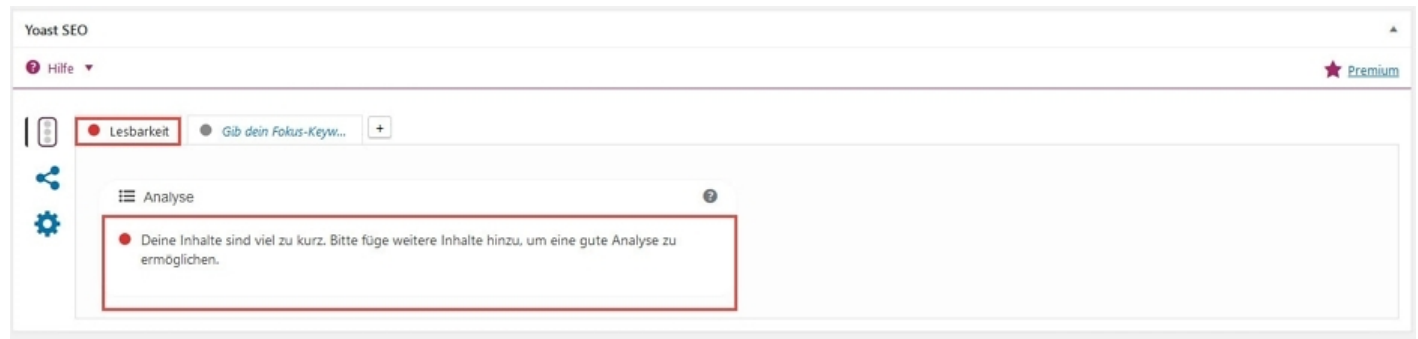 Yoast SEO
Hilfe
Premium
Lesbarkeit
Gib dein Fokus-Keyw...
+
Analyse
Deine Inhalte sind viel zu kurz. Bitte füge weitere Inhalte hinzu, um eine gute Analyse zu
ermöglichen.